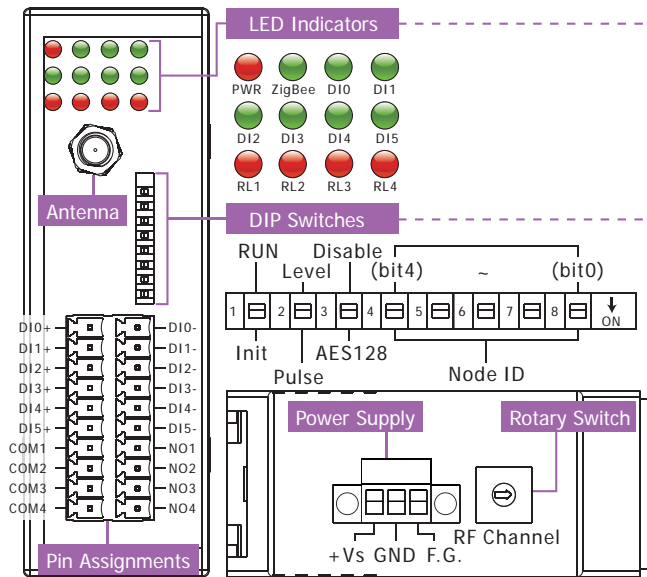 LED Indicators
PWR ZigBee DI0 DI1
DI2 DI3 DI4 DI5
RL1 RL2 RL3 RL4
Antenna
DIP Switches
RUN Disable
Level (bit4) ~ (bit0)
1 2 3 4 5 6 7 8 ON
Init AES128
Pulse Node ID
DI0+ DI0-
DI1+ DI1-
DI2+ DI2-
DI3+ DI3-
DI4+ DI4-
DI5+ DI5-
COM1 NO1
COM2 NO2
COM3 NO3
COM4 NO4
Pin Assignments
Power Supply Rotary Switch
RF Channel
+Vs GND F.G.